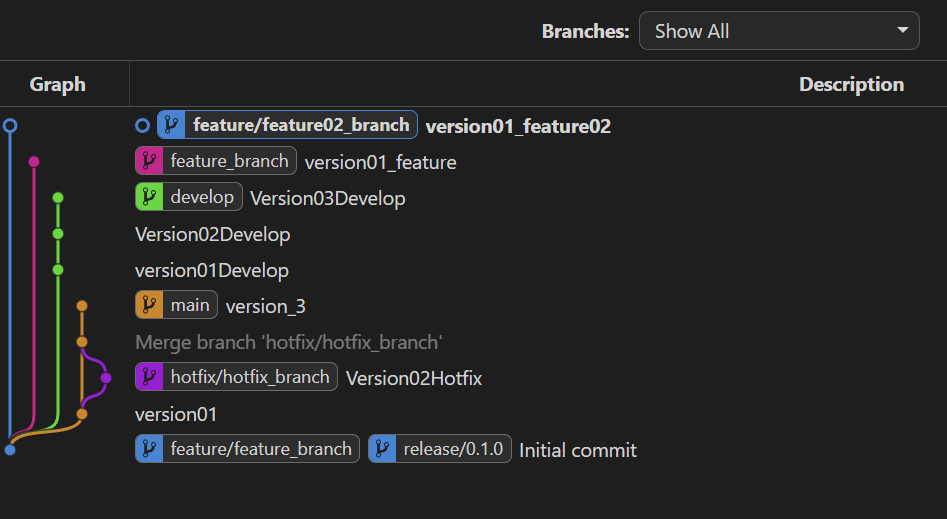 Branches: Show All
Graph Description
feature/feature02_branch version01_feature02
feature_branch version01_feature
develop Version03Develop
Version02Develop
version01Develop
main version_3
Merge branch 'hotfix/hotfix_branch'
hotfix/hotfix_branch Version02Hotfix
version01
feature/feature_branch release/0.1.0 Initial commit